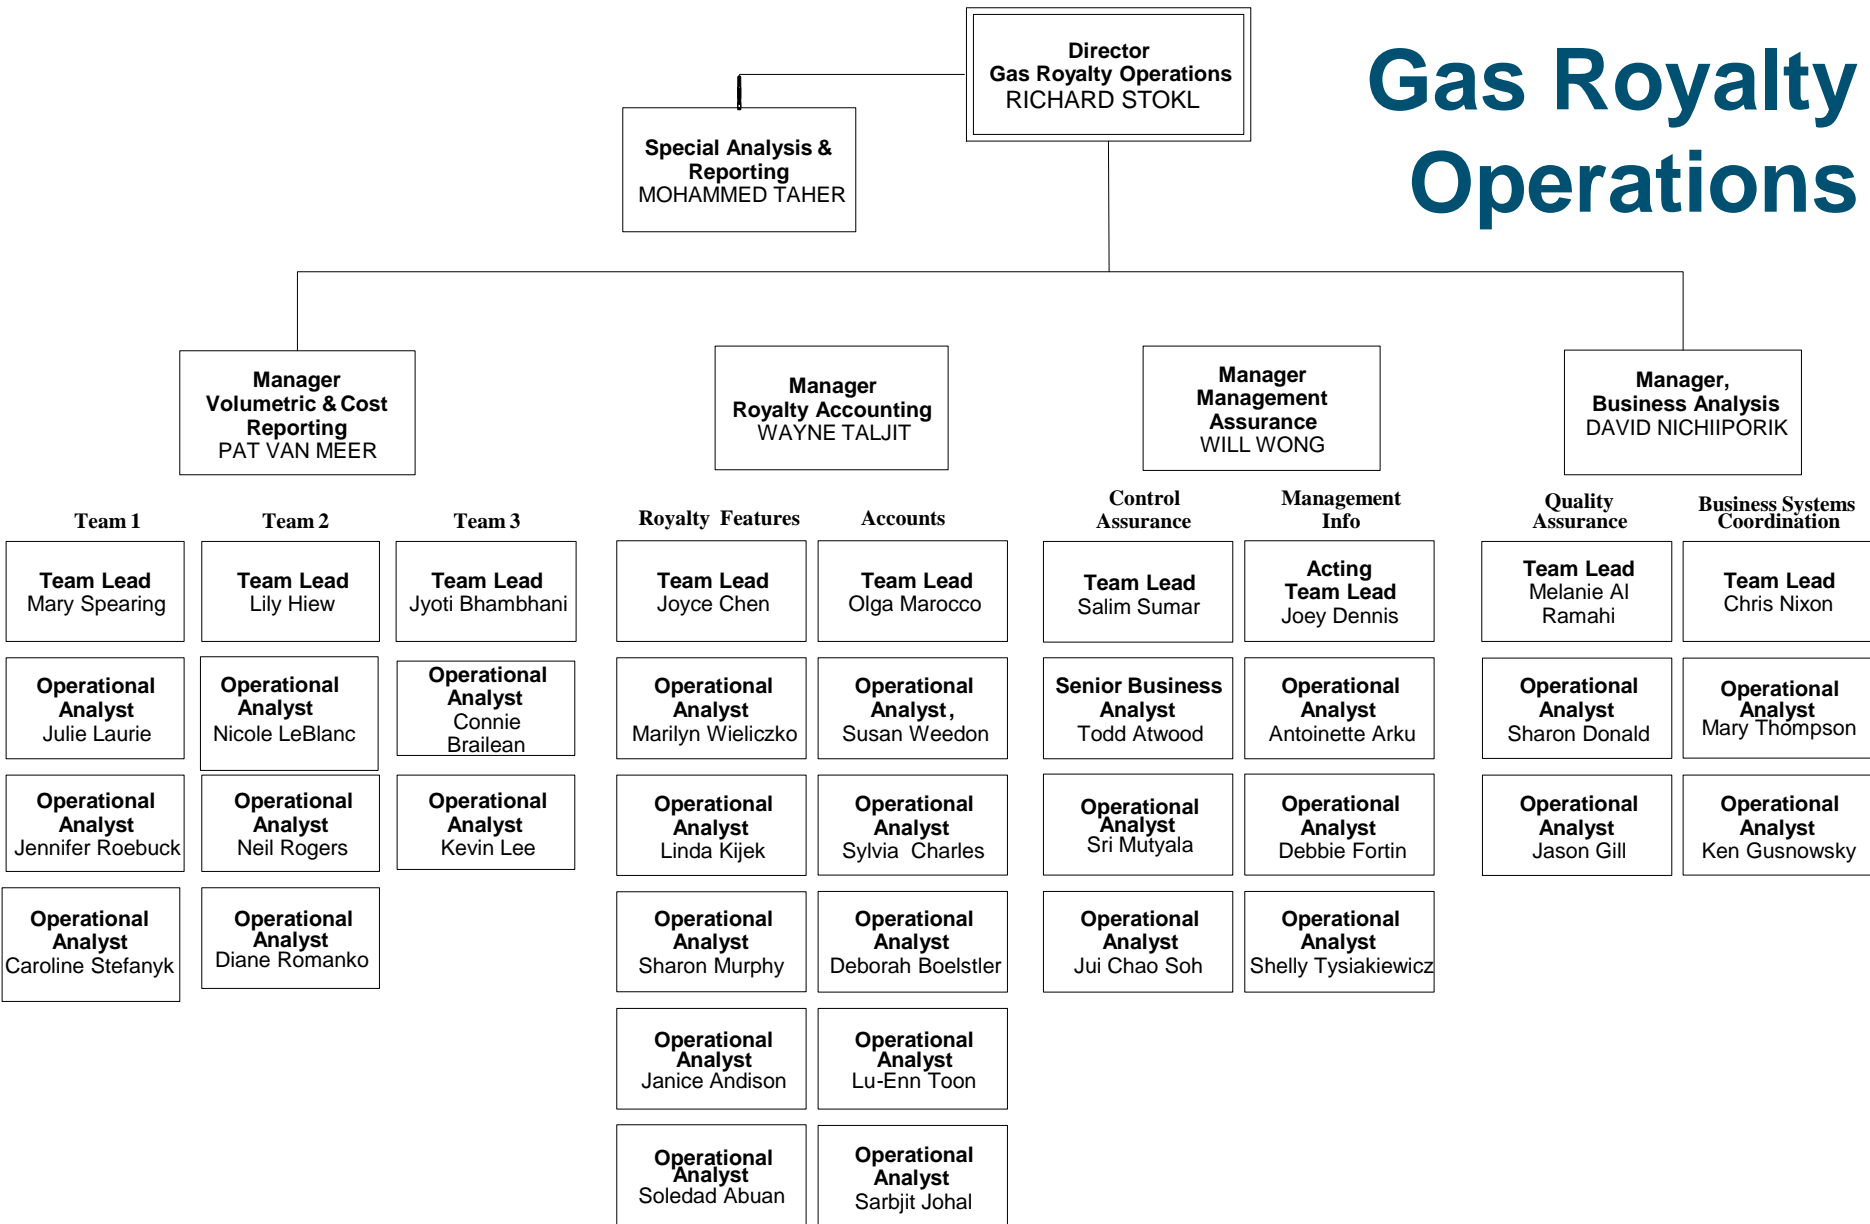 Gas Royalty
Operations
Director
Gas Royalty Operations
RICHARD STOKL
Special Analysis &
Reporting
MOHAMMED TAHER
Manager
Volumetric & Cost
Reporting
PAT VAN MEER
Manager
Royalty Accounting
WAYNE TALJIT
Manager
Management
Assurance
WILL WONG
Manager,
Business Analysis
DAVID NICHIIPORIK
Team 1
Team Lead
Mary Spearing
Operational
Analyst
Julie Laurie
Operational
Analyst
Jennifer Roebuck
Operational
Analyst
Caroline Stefanyk
Team 2
Team Lead
Lily Hiew
Operational
Analyst
Nicole LeBlanc
Operational
Analyst
Neil Rogers
Operational
Analyst
Diane Romanko
Team 3
Team Lead
Jyoti Bhambhani
Operational
Analyst
Connie
Brailean
Operational
Analyst
Kevin Lee
Royalty Features
Team Lead
Joyce Chen
Operational
Analyst
Marilyn Wieliczko
Operational
Analyst
Linda Kijek
Operational
Analyst
Sharon Murphy
Operational
Analyst
Janice Andison
Operational
Analyst
Soledad Abuan
Accounts
Team Lead
Olga Marocco
Operational
Analyst,
Susan Weedon
Operational
Analyst
Sylvia Charles
Operational
Analyst
Deborah Boelstler
Operational
Analyst
Lu-Enn Toon
Operational
Analyst
Sarbjit Johal
Control
Assurance
Team Lead
Salim Sumar
Senior Business
Analyst
Todd Atwood
Operational
Analyst
Sri Mutyala
Operational
Analyst
Jui Chao Soh
Management
Info
Acting
Team Lead
Joey Dennis
Operational
Analyst
Antoinette Arku
Operational
Analyst
Debbie Fortin
Operational
Analyst
Shelly Tysiakiewicz
Quality
Assurance
Team Lead
Melanie Al
Ramahi
Operational
Analyst
Sharon Donald
Operational
Analyst
Jason Gill
Business Systems
Coordination
Team Lead
Chris Nixon
Operational
Analyst
Mary Thompson
Operational
Analyst
Ken Gusnowsky